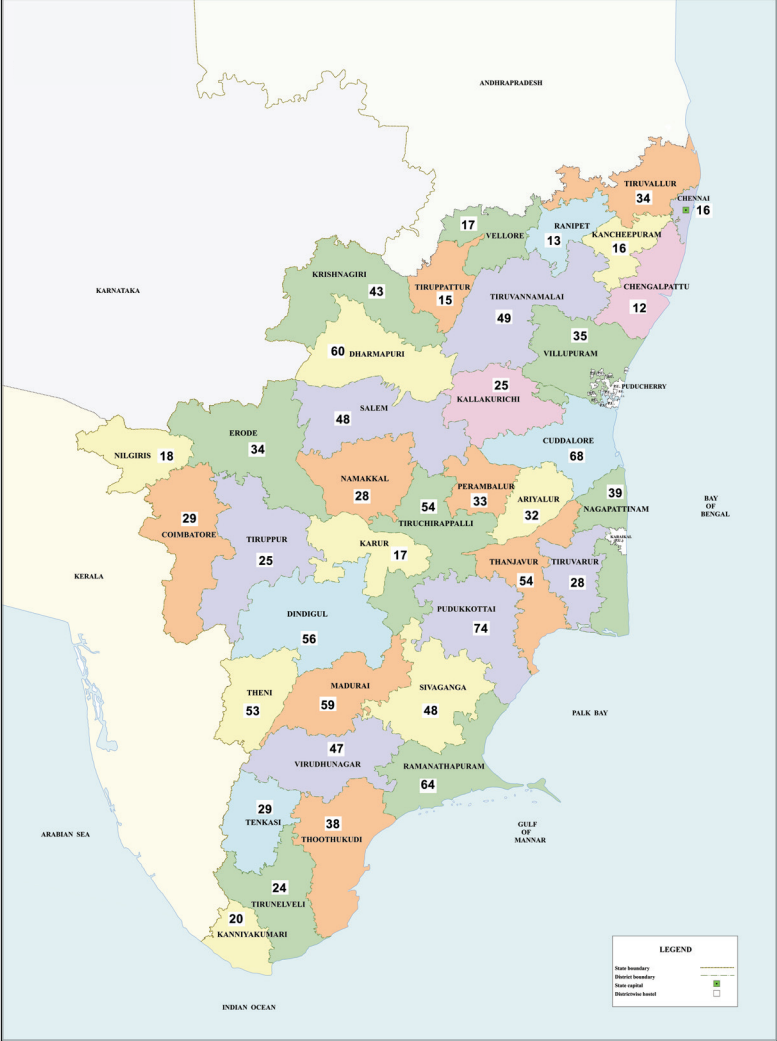 ANDHRAPRADESH
TIRUVALLUR
34
CHENNAI
16
17
VELLORE
RANIPET
13
KANCHEEPURAM
16
KRISHNAGIRI
43
TIRUPPATTUR
15
TIRUVANNAMALAI
49
CHENGALPATTU
12
KARNATAKA
35
VILLUPURAM
60
DHARMAPURI
25
KALLAKURICHI
PUDUCHERRY
SALEM
48
ERODE
34
CUDDALORE
68
NILGIRIS
18
NAMAKKAL
28
PERAMBALUR
33
ARIYALUR
32
39
NAGAPATTINAM
54
TIRUCHIRAPPALLI
BAY
OF
BENGAL
29
COIMBATORE
TIRUPPUR
25
KARUR
17
KARAIKAL
THANJAVUR
54
TIRUVARUR
28
KERALA
DINDIGUL
56
PUDUKKOTTAI
74
THENI
53
MADURAI
59
SIVAGANGA
48
PALK BAY
47
VIRUDHUNAGAR
RAMANATHAPURAM
64
29
TENKASI
38
THOOTHUKUDI
GULF
OF
MANNAR
ARABIAN SEA
24
TIRUNELVELI
20
KANNIYAKUMARI
INDIAN OCEAN
LEGEND
State boundary
District boundary
State capital
Districtwise hostel